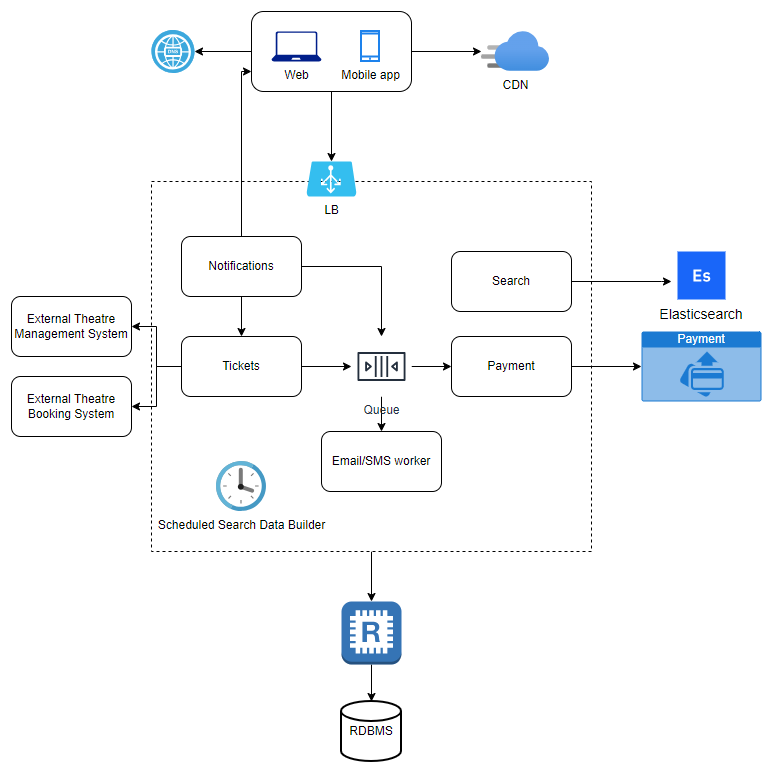 DNS
Web
Mobile app
CDN
LB
Notifications
Search
Es
Elasticsearch
External Theatre
Management System
Tickets
Payment
Payment
External Theatre
Booking System
Queue
Email/SMS worker
Scheduled Search Data Builder
R
RDBMS